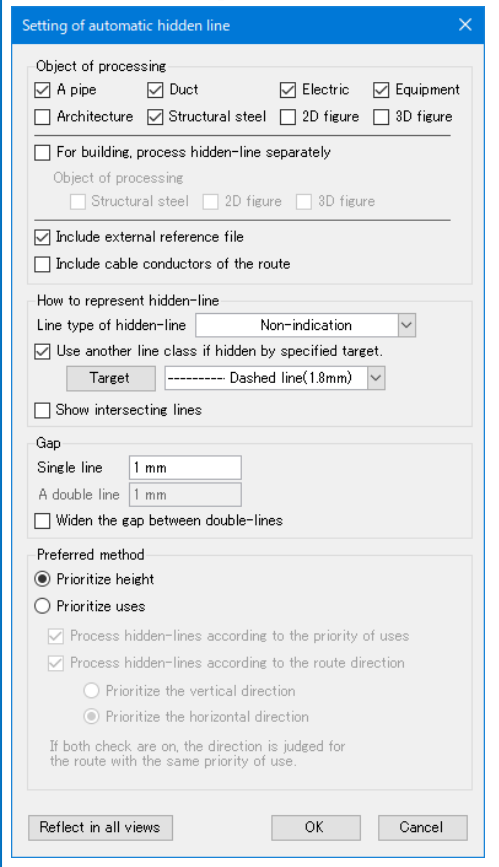 Setting of automatic hidden line
Object of processing
A pipe Duct Electric Equipment
Architecture Structural steel 2D figure 3D figure
For building, process hidden-line separately
Object of processing
Structural steel 2D figure 3D figure
Include external reference file
Include cable conductors of the route
How to represent hidden-line
Line type of hidden-line Non-indication
Use another line class if hidden by specified target.
Target --------- Dashed line(1.8mm)
Show intersecting lines
Gap
Single line 1 mm
A double line 1 mm
Widen the gap between double-lines
Preferred method
Prioritize height
Prioritize uses
Process hidden-lines according to the priority of uses
Process hidden-lines according to the route direction
Prioritize the vertical direction
Prioritize the horizontal direction
If both check are on, the direction is judged for
the route with the same priority of use.
Reflect in all views OK Cancel